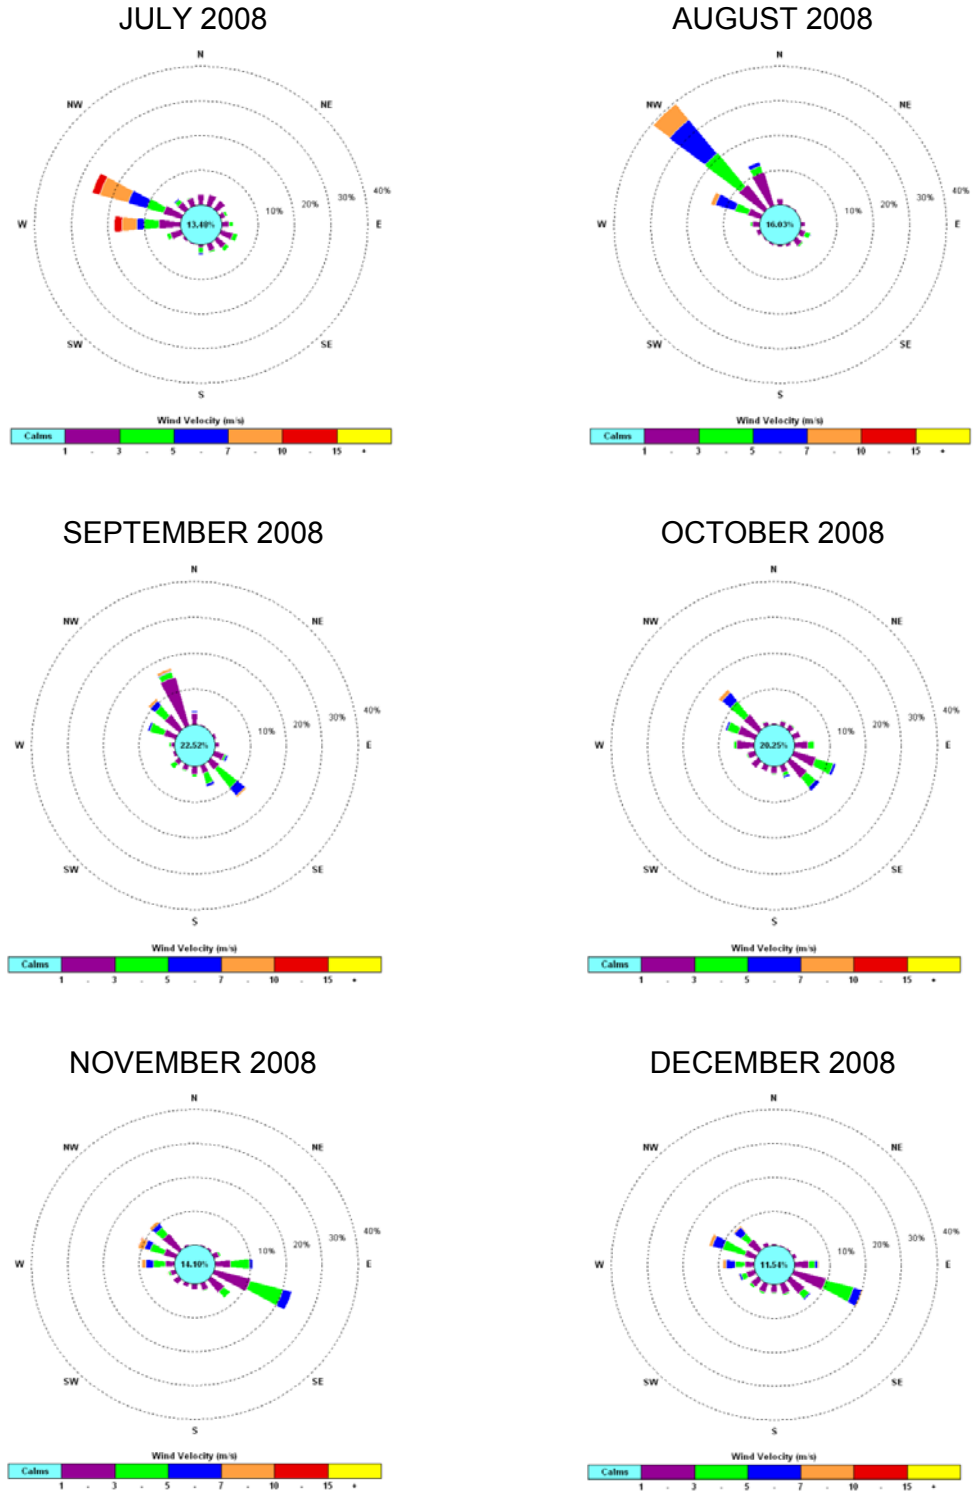 JULY 2008 AUGUST 2008
N N
NW NE NW NE
40% 40%
30% 30%
20% 20%
10% 10%
W 13.40% E W 16.03% E
SW SE SW SE
S S
Wind Velocity (m/s) Wind Velocity (m/s)
Calms Calms
1 - 3 - 5 - 7 - 10 - 15 + 1 - 3 - 5 - 7 - 10 - 15 +
SEPTEMBER 2008 OCTOBER 2008
N N
NW NE NW NE
40% 40%
30% 30%
20% 20%
10% 10%
W 22.52% E W 20.25% E
SW SE SW SE
S S
Wind Velocity (m/s) Wind Velocity (m/s)
Calms Calms
1 - 3 - 5 - 7 - 10 - 15 + 1 - 3 - 5 - 7 - 10 - 15 +
NOVEMBER 2008 DECEMBER 2008
N N
NW NE NW NE
40% 40%
30% 30%
20% 20%
10% 10%
W 14.10% E W 11.54% E
SW SE SW SE
S S
Wind Velocity (m/s) Wind Velocity (m/s)
Calms Calms
1 - 3 - 5 - 7 - 10 - 15 + 1 - 3 - 5 - 7 - 10 - 15 +